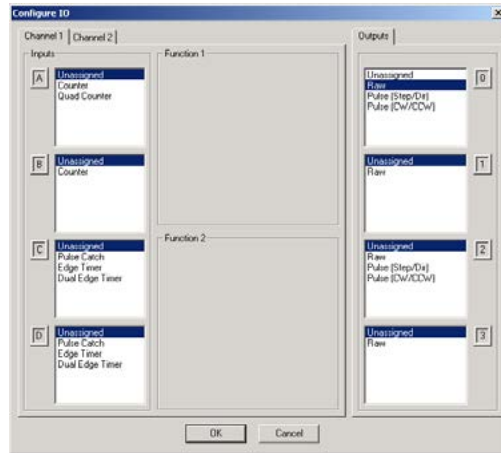 Configure IO
Channel 1
Channel 2
Inputs
A
Unassigned
Counter
Quad Counter
B
Unassigned
Counter
C
Unassigned
Pulse Catch
Edge Timer
Dual Edge Timer
D
Unassigned
Pulse Catch
Edge Timer
Dual Edge Timer
Function 1
Function 2
Outputs
Unassigned
Raw
Pulse (Step/Dir)
Pulse (CW/CCW)
0
Unassigned
Raw
1
Unassigned
Raw
Pulse (Step/Dir)
Pulse (CW/CCW)
2
Unassigned
Raw
3
OK
Cancel